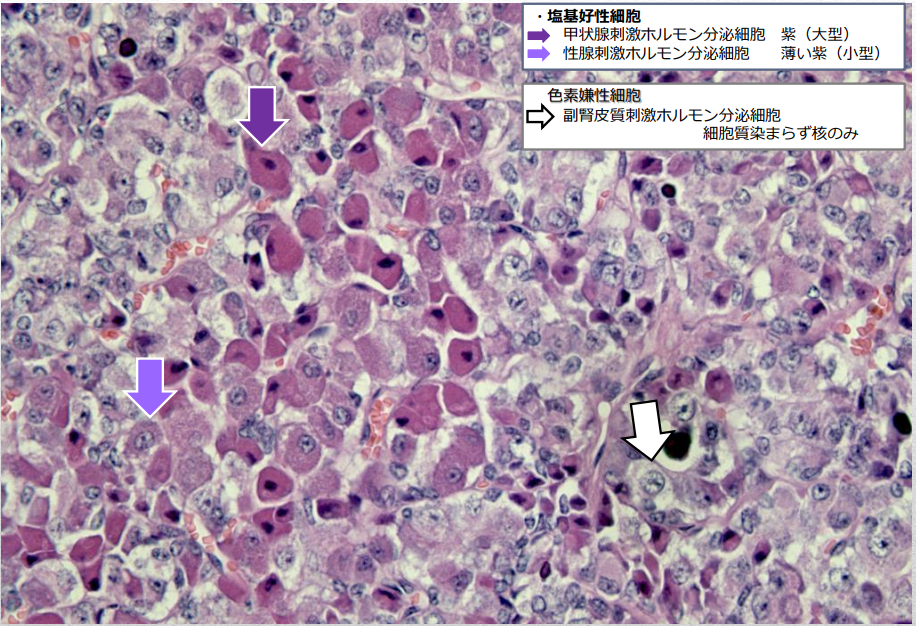 ・塩基好性細胞
甲状腺刺激ホルモン分泌細胞 紫（大型）
性腺刺激ホルモン分泌細胞 薄い紫（小型）
色素嫌性細胞
副腎皮質刺激ホルモン分泌細胞
細胞質染まらず核のみ